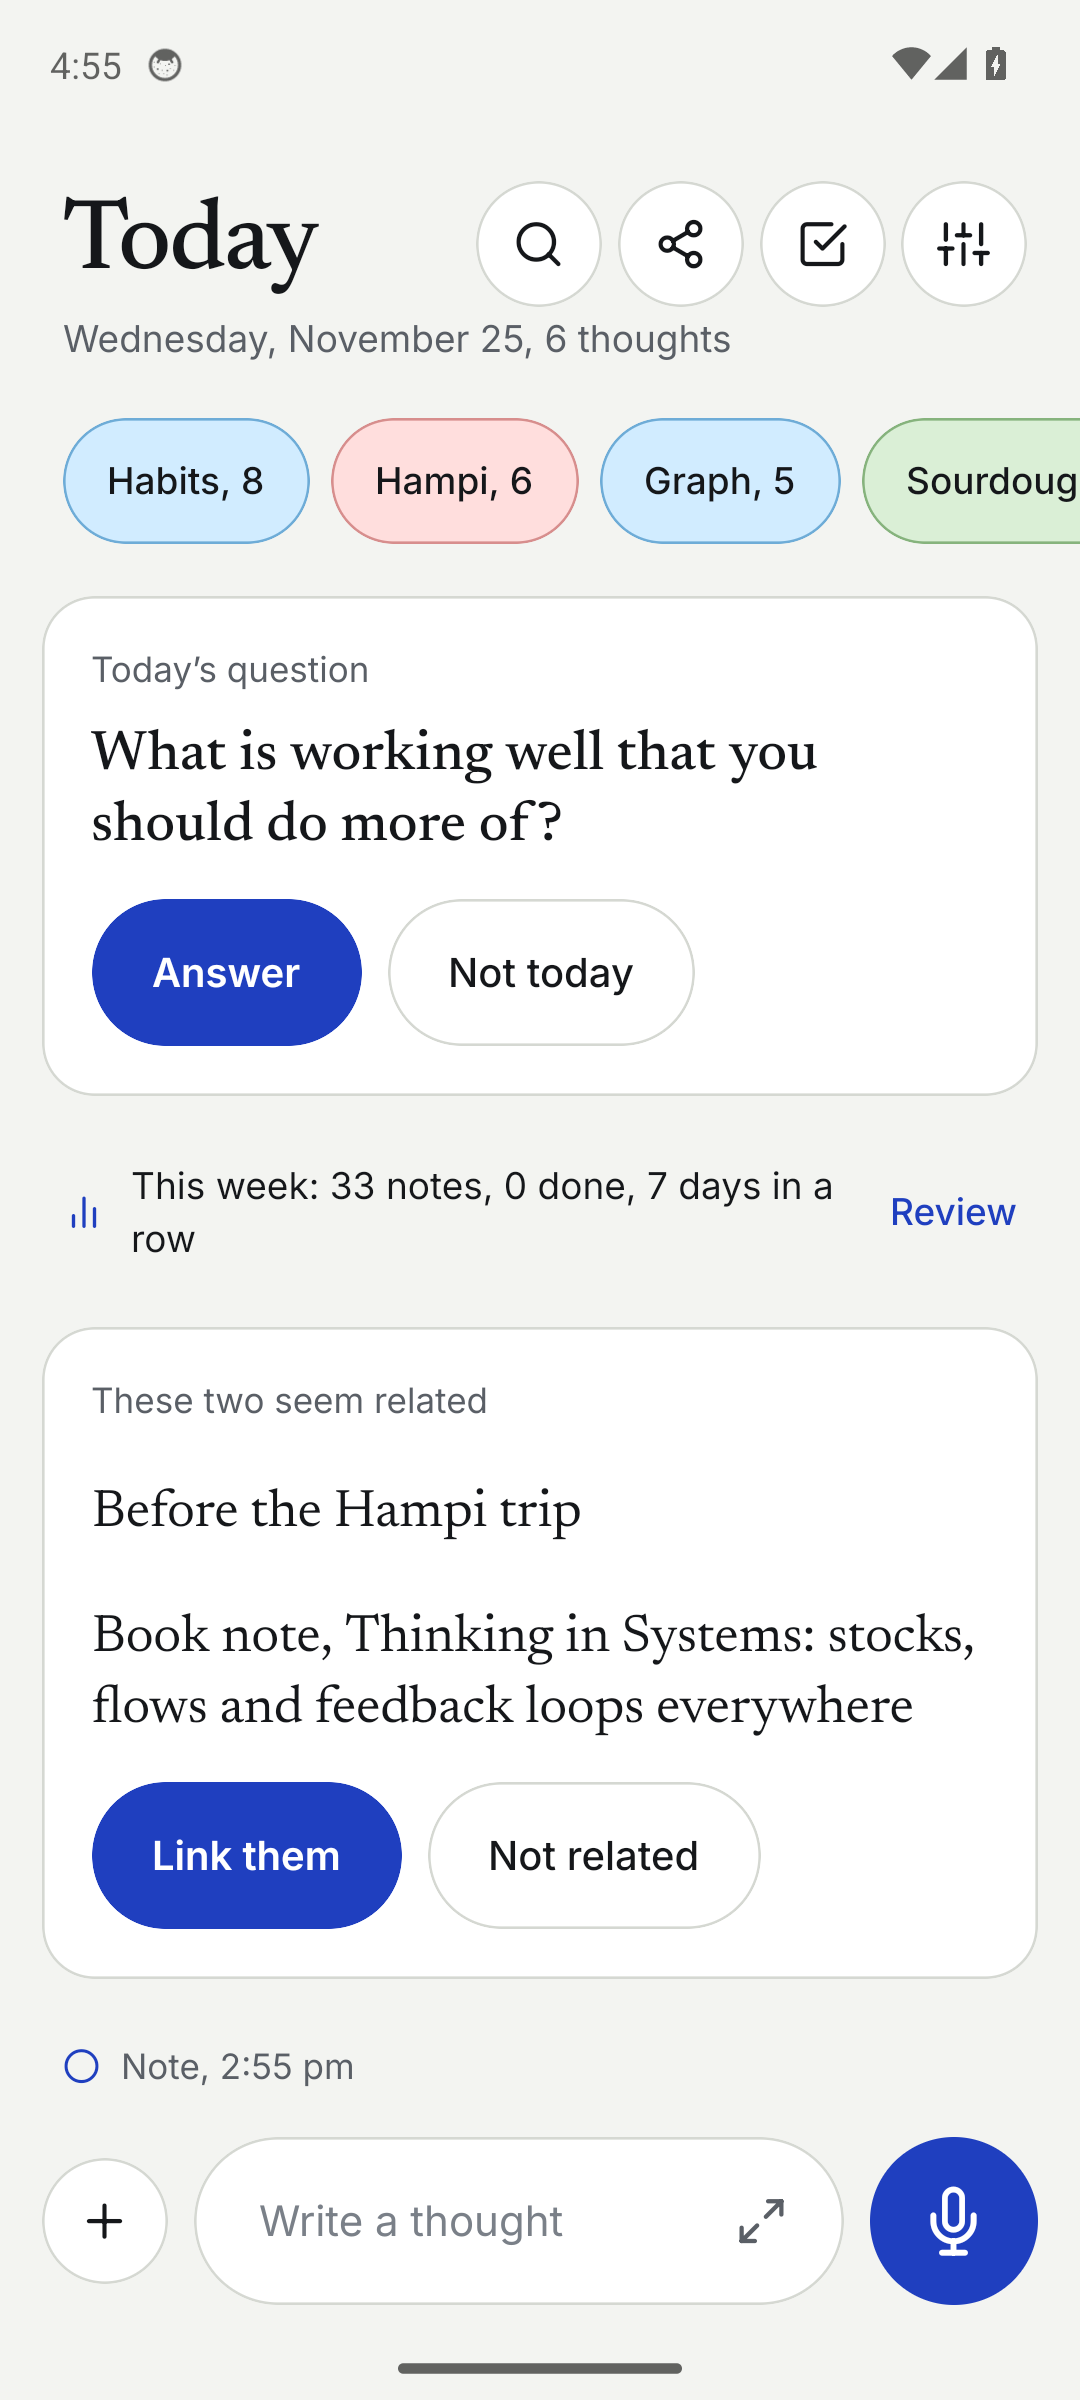 4:55
Today
Wednesday, November 25, 6 thoughts
Habits, 8
Hampi, 6
Graph, 5
Sourdoug
Today’s question
What is working well that you
should do more of?
Answer
Not today
This week: 33 notes, 0 done, 7 days in a
row
Review
These two seem related
Before the Hampi trip
Book note, Thinking in Systems: stocks,
flows and feedback loops everywhere
Link them
Not related
Note, 2:55 pm
Write a thought